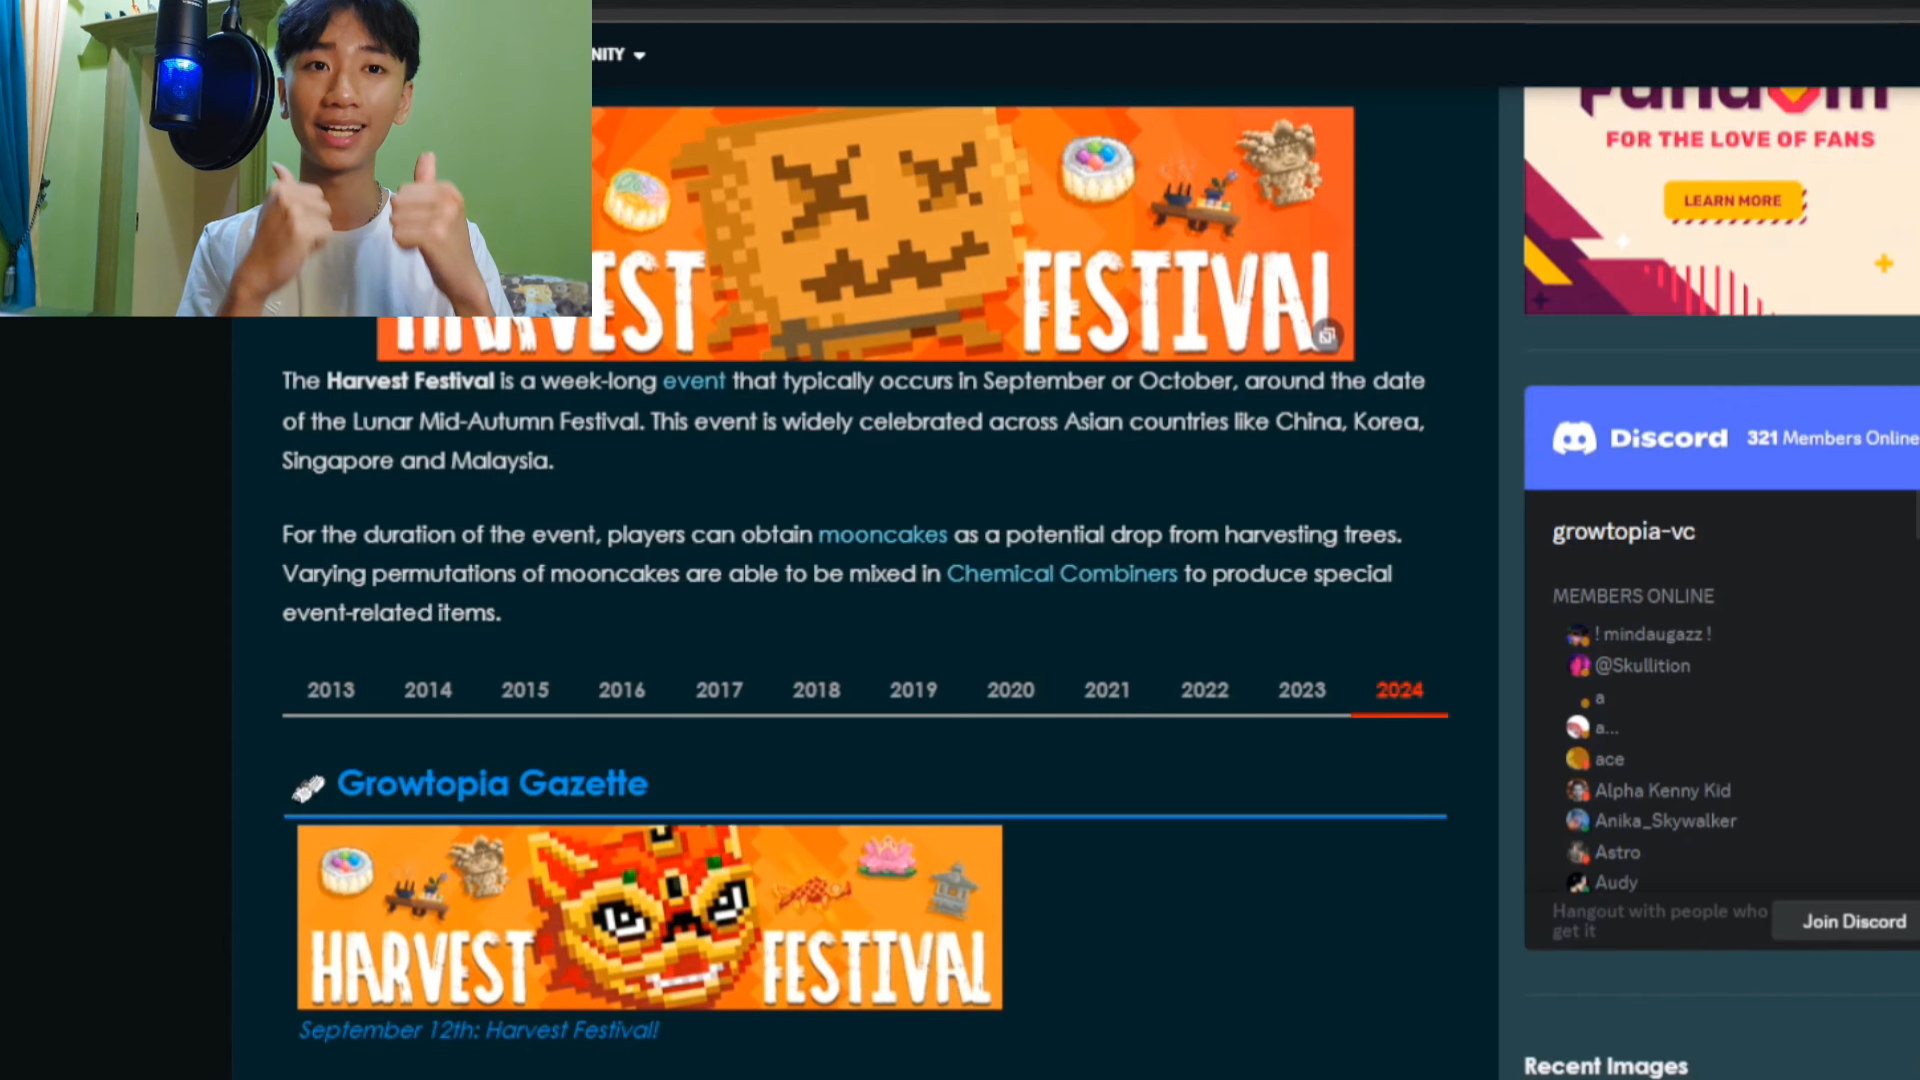 NITY
Fandom
FOR THE LOVE OF FANS
LEARN MORE
HARVEST FESTIVAL
The Harvest Festival is a week-long event that typically occurs in September or October, around the date
of the Lunar Mid-Autumn Festival. This event is widely celebrated across Asian countries like China, Korea,
Singapore and Malaysia.
For the duration of the event, players can obtain mooncakes as a potential drop from harvesting trees.
Varying permutations of mooncakes are able to be mixed in Chemical Combiners to produce special
event-related items.
2013 2014 2015 2016 2017 2018 2019 2020 2021 2022 2023 2024
Growtopia Gazette
HARVEST FESTIVAL
September 12th: Harvest Festival!
Discord 321 Members Online
growtopia-vc
MEMBERS ONLINE
! mindaugazz !
@Skullition
a
a...
ace
Alpha Kenny Kid
Anika_Skywalker
Astro
Audy
Hangout with people who
get it
Join Discord
Recent Images